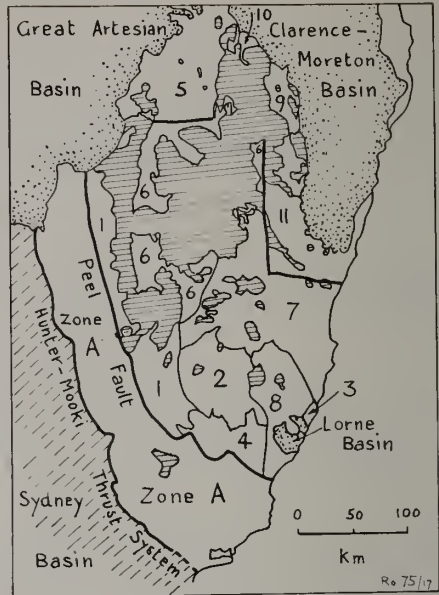 10
Great Artesian
Basin
Clarence-
Moreton
Basin
5
9
6
6
11
1
6
6
Peel
Fault
Zone
A
7
Hunter-Mooki
Thrust System
1
2
8
3
Lorne
Basin
4
Zone A
Sydney
Basin
0 50 100
Km
Ro 75/17